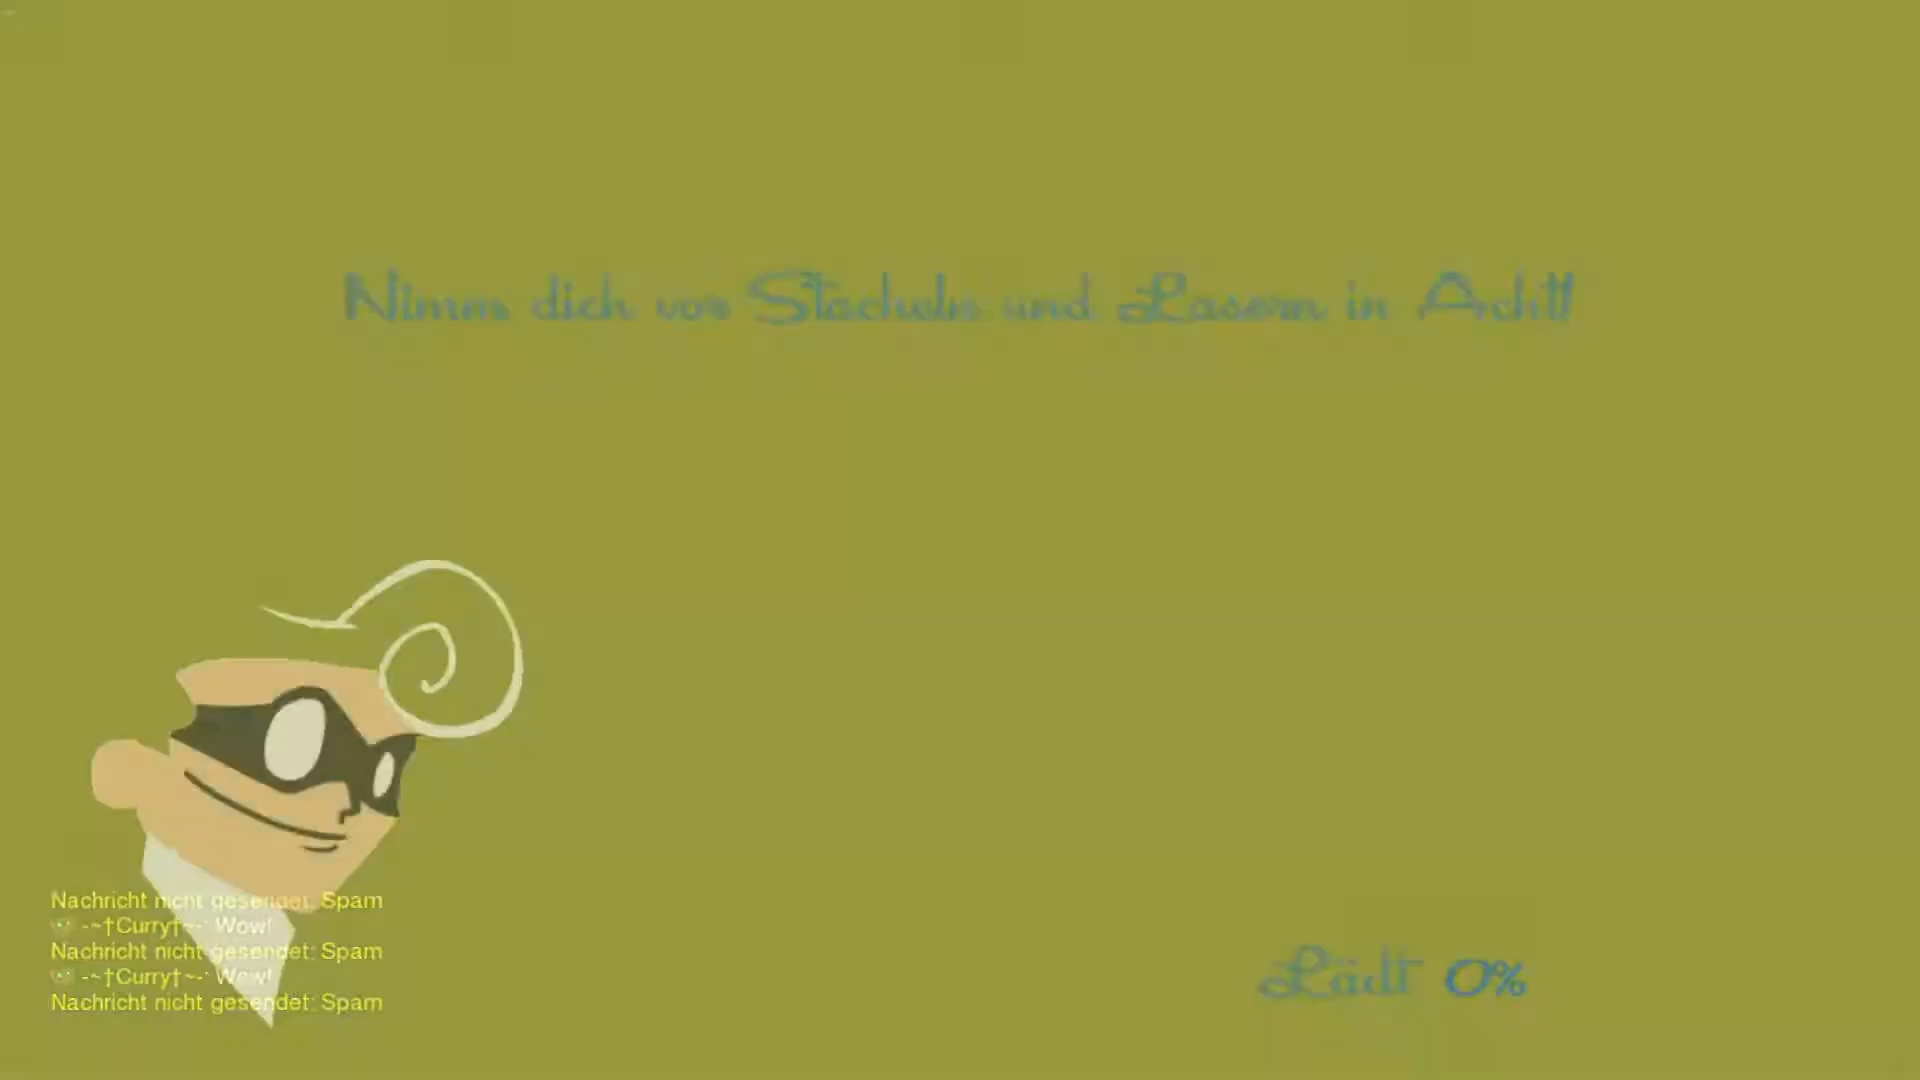 Nimm dich vor Stacheln und Lasern in Acht!
Nachricht nicht gesendet: Spam
-~†Curry†~-: Wow!
Nachricht nicht gesendet: Spam
-~†Curry†~-: Wow!
Nachricht nicht gesendet: Spam
Lädt 0%